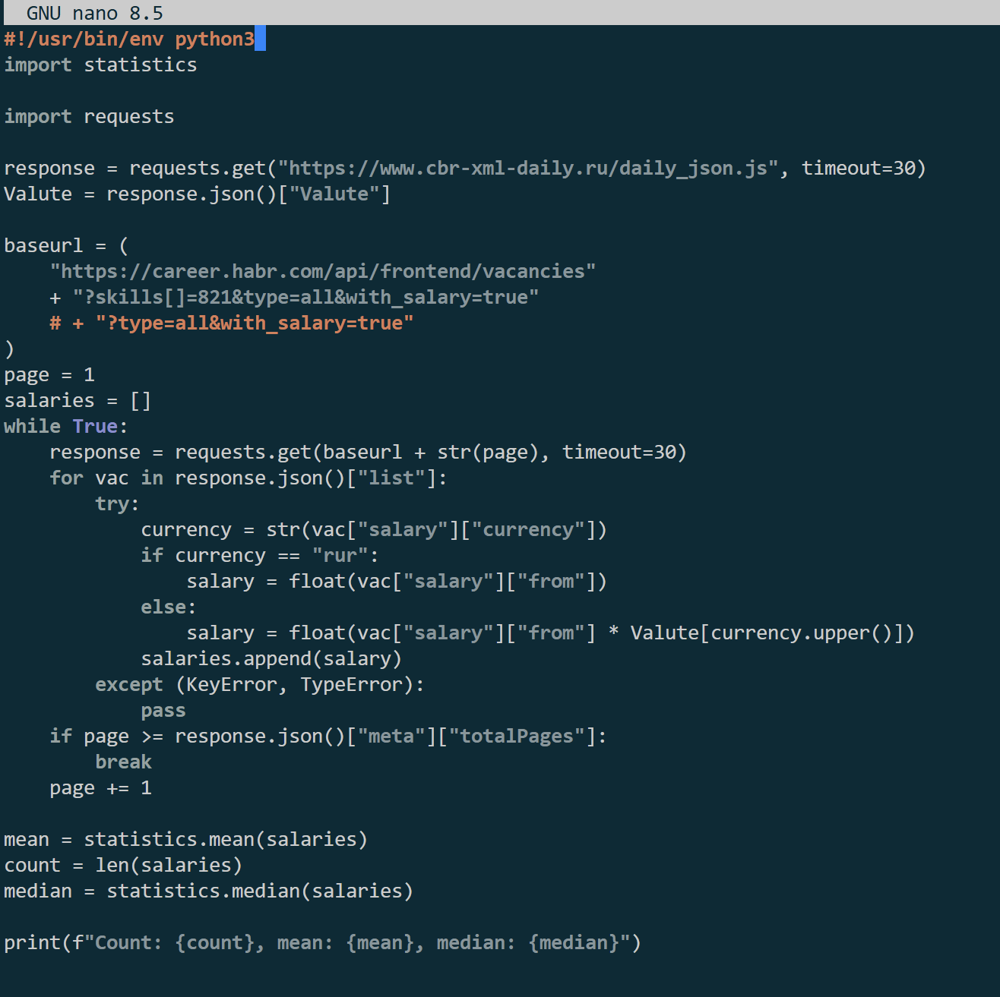 GNU nano 8.5
#!/usr/bin/env python3
import statistics

import requests

response = requests.get("https://www.cbr-xml-daily.ru/daily_json.js", timeout=30)
Valute = response.json()["Valute"]

baseurl = (
    "https://career.habr.com/api/frontend/vacancies"
    + "?skills[]=821&type=all&with_salary=true"
    # + "?type=all&with_salary=true"
)
page = 1
salaries = []
while True:
    response = requests.get(baseurl + str(page), timeout=30)
    for vac in response.json()["list"]:
        try:
            currency = str(vac["salary"]["currency"])
            if currency == "rur":
                salary = float(vac["salary"]["from"])
            else:
                salary = float(vac["salary"]["from"] * Valute[currency.upper()])
            salaries.append(salary)
        except (KeyError, TypeError):
            pass
    if page >= response.json()["meta"]["totalPages"]:
        break
    page += 1

mean = statistics.mean(salaries)
count = len(salaries)
median = statistics.median(salaries)

print(f"Count: {count}, mean: {mean}, median: {median}")